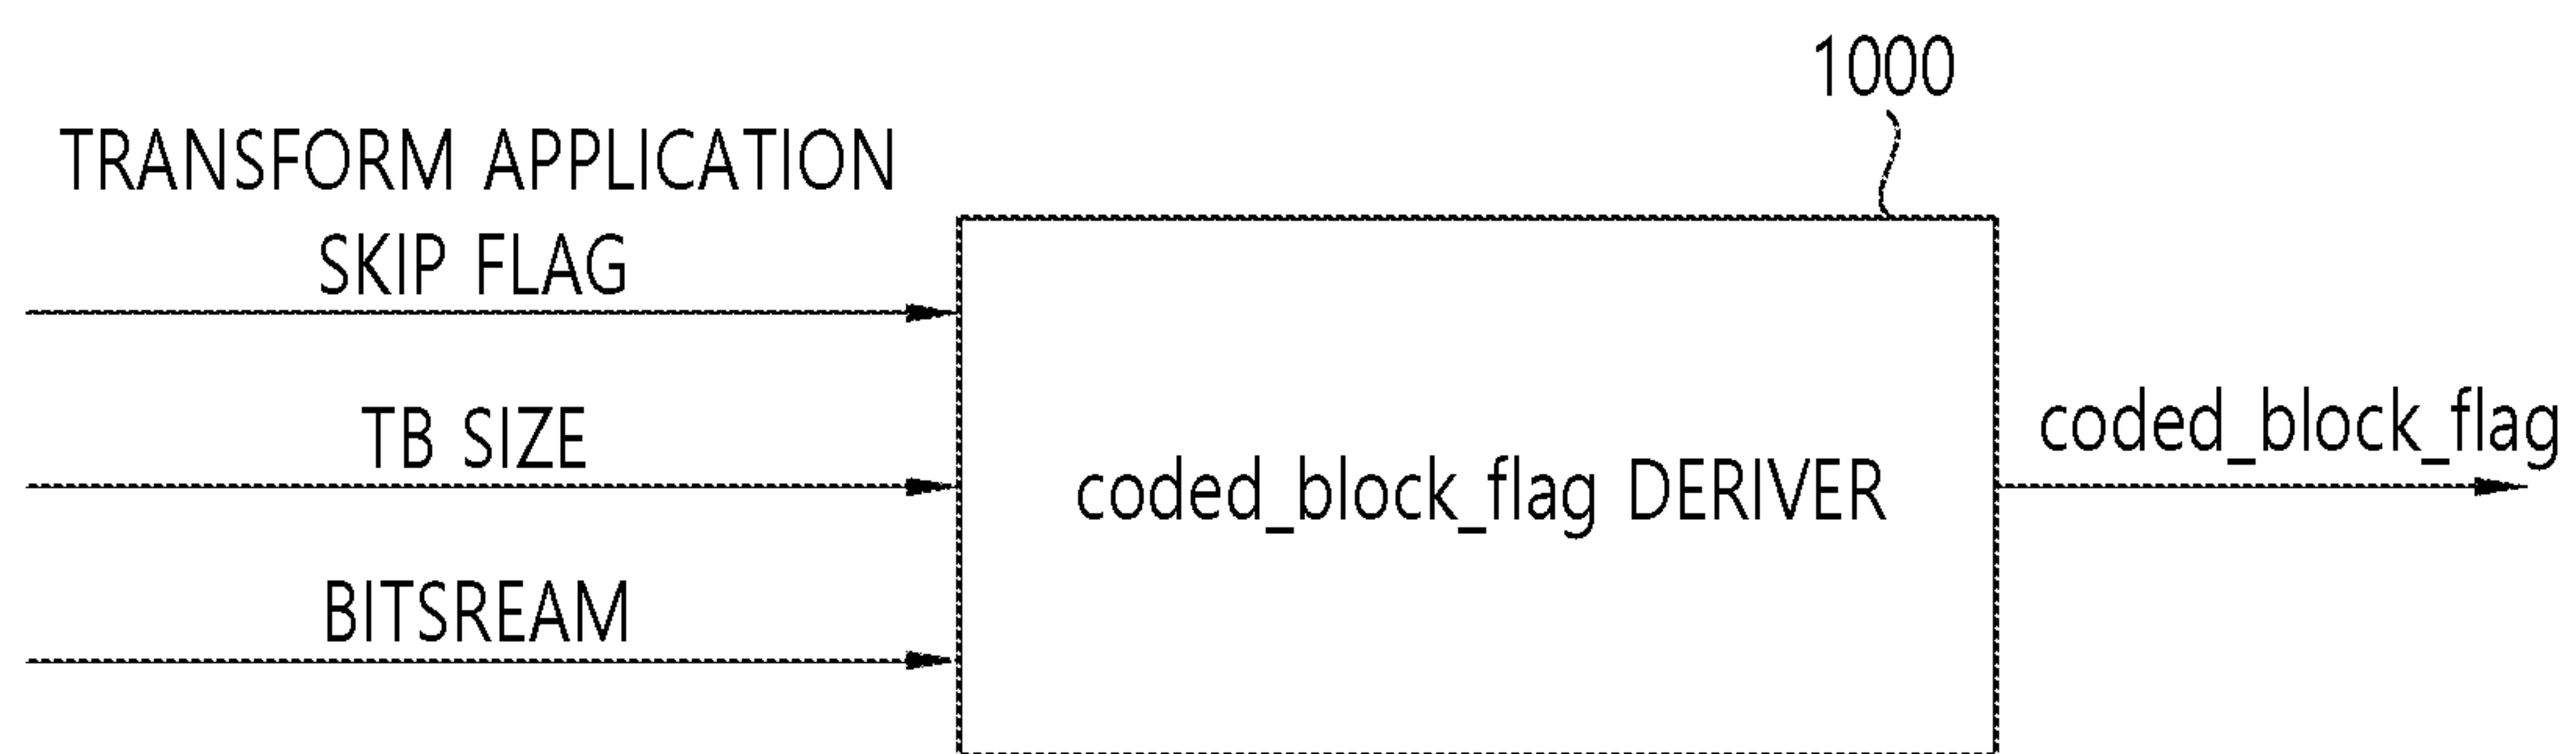 1000
TRANSFORM APPLICATION
SKIP FLAG
TB SIZE
BITSREAM
coded_block_flag DERIVER
coded_block_flag